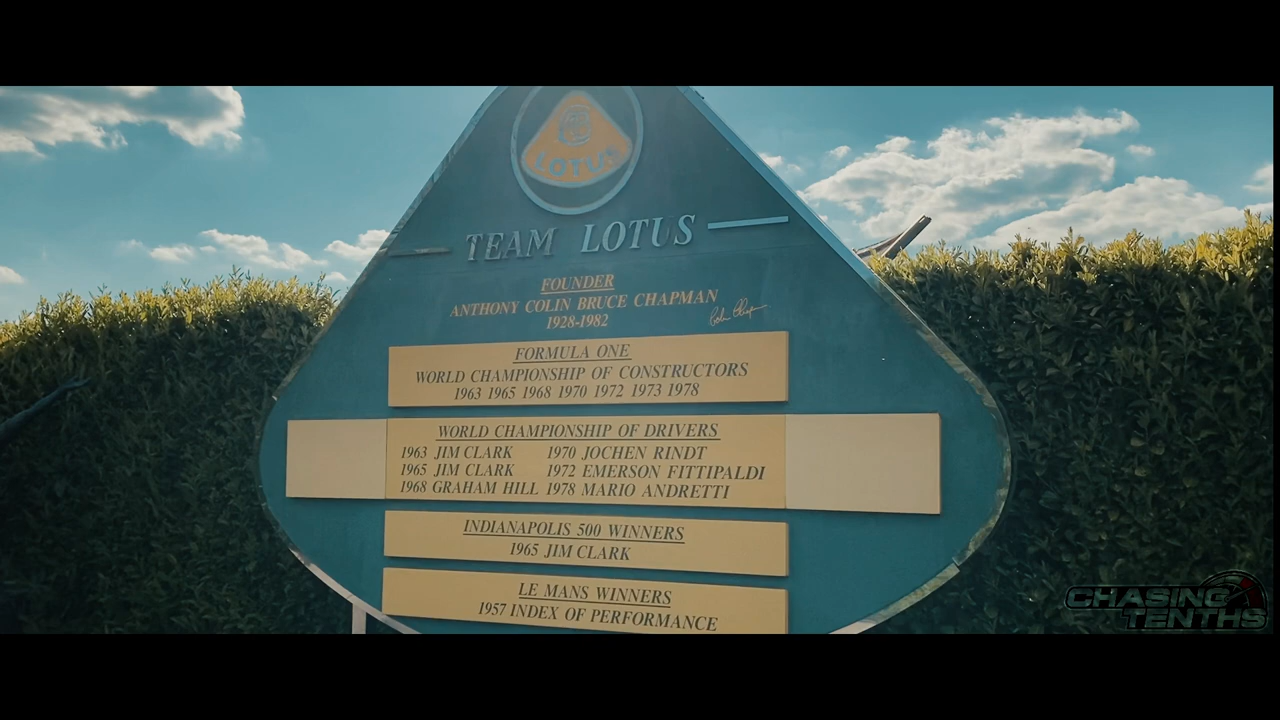 LOTUS
TEAM LOTUS
FOUNDER
ANTHONY COLIN BRUCE CHAPMAN
1928-1982
FORMULA ONE
WORLD CHAMPIONSHIP OF CONSTRUCTORS
1963 1965 1968 1970 1972 1973 1978
WORLD CHAMPIONSHIP OF DRIVERS
1963 JIM CLARK 1970 JOCHEN RINDT
1965 JIM CLARK 1972 EMERSON FITTIPALDI
1968 GRAHAM HILL 1978 MARIO ANDRETTI
INDIANAPOLIS 500 WINNERS
1965 JIM CLARK
LE MANS WINNERS
1957 INDEX OF PERFORMANCE
CHASING
TENTHS